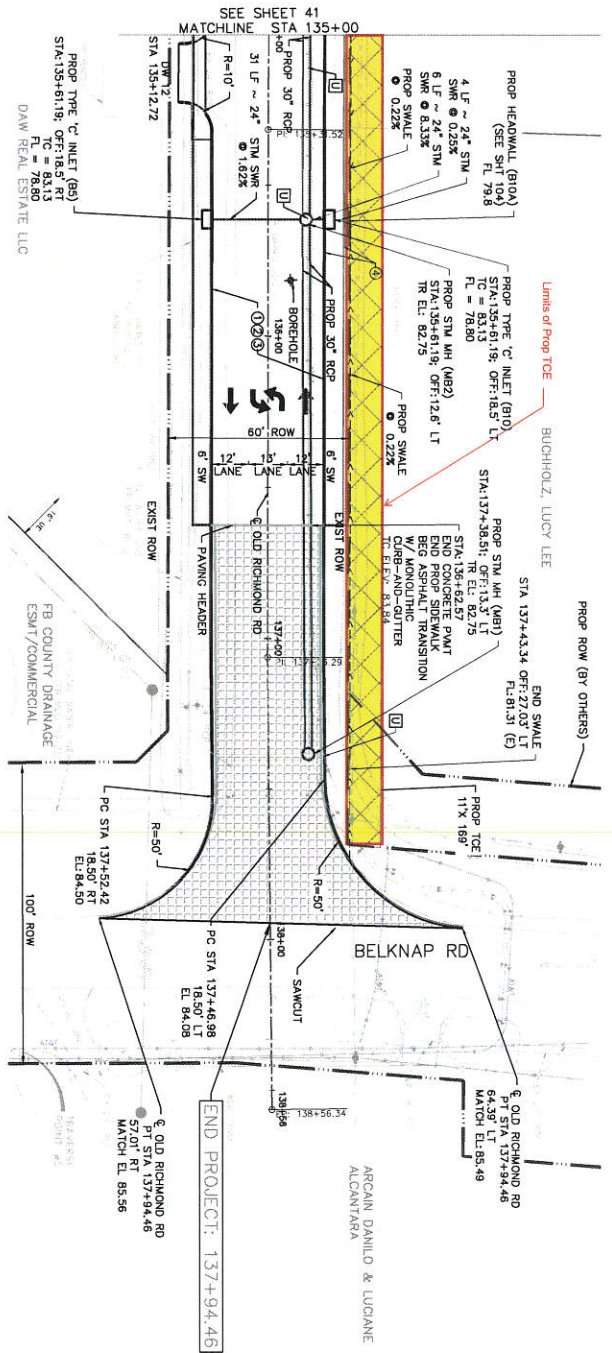 SEE SHEET 41
MATCHLINE STA 135+00
PROP HEADWALL (B10A)
(SEE SHT 104)
FL 79.8
4 LF ~ 24" STM
SWR @ 0.25%
6 LF ~ 24" STM
SWR @ 8.33%
PROP SWALE
@ 0.22%
U
PROP 30" RCP
PI: 135+31.52
31 LF ~ 24" STM SWR
@ 1.62%
R=10'
DW 12
STA 135+12.72
PROP TYPE 'C' INLET (B5)
STA:135+61.19; OFF:18.5' RT
TC = 83.13
FL = 78.80
DAW REAL ESTATE LLC
Limits of Prop TCE
PROP TYPE 'C' INLET (B10)
STA:135+61.19; OFF:18.5' LT
TC = 83.13
FL = 78.80
PROP STM MH (MB2)
STA:135+61.19; OFF:12.6' LT
TR EL: 82.75
4
U
PROP 30" RCP
BOREHOLE
136+00
1 2 3
PROP SWALE
@ 0.22%
60' ROW
6' SW
12' LANE
13'
12' LANE
6' SW
EXIST ROW
EXIST ROW
BUCHHOLZ, LUCY LEE
PROP STM MH (MB1)
STA:137+38.51; OFF:13.3' LT
TR EL: 82.75
STA:136+62.57
END CONCRETE PVMT
END PROP SIDEWALK
BEG ASPHALT TRANSITION
W/ MONOLITHIC
CURB-AND-GUTTER
TC ELEV: 83.84
℄ OLD RICHMOND RD
PAVING HEADER
137+00
FB COUNTY DRAINAGE
ESMT/COMMERCIAL
END SWALE
STA 137+43.34 OFF:27.03' LT
FL:81.31 (E)
PROP ROW (BY OTHERS)
U
PROP TCE
11'X 169'
R=50'
R=50'
PC STA 137+52.42
18.50' RT
EL:84.50
PC STA 137+46.98
18.50' LT
EL 84.08
100' ROW
BELKNAP RD
SAWCUT
138+00
138+56
138+56.34
END PROJECT: 137+94.46
℄ OLD RICHMOND RD
PT STA 137+94.46
64.39' LT
MATCH EL:85.49
℄ OLD RICHMOND RD
PT STA 137+94.46
57.01' RT
MATCH EL 85.56
ARCAIN DANILO & LUCIANE
ALCANTARA